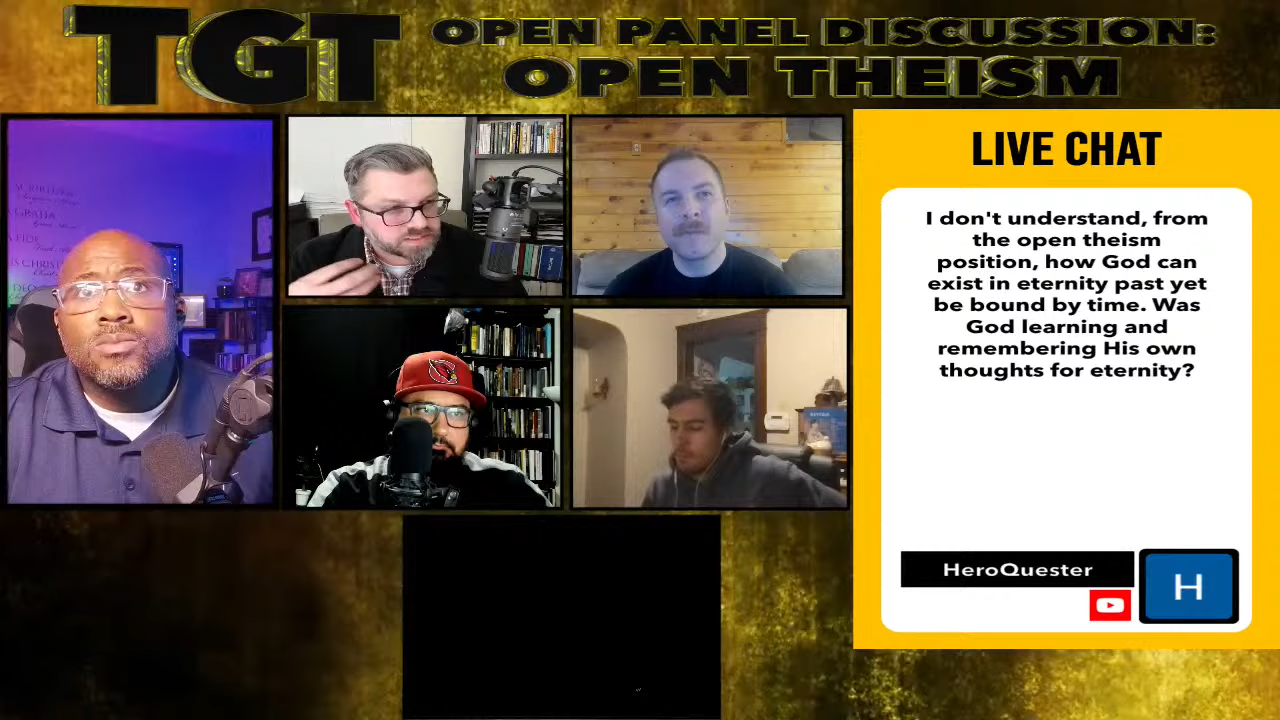 TGT
OPEN PANEL DISCUSSION:
OPEN THEISM
LIVE CHAT
I don't understand, from
the open theism
position, how God can
exist in eternity past yet
be bound by time. Was
God learning and
remembering His own
thoughts for eternity?
HeroQuester
H